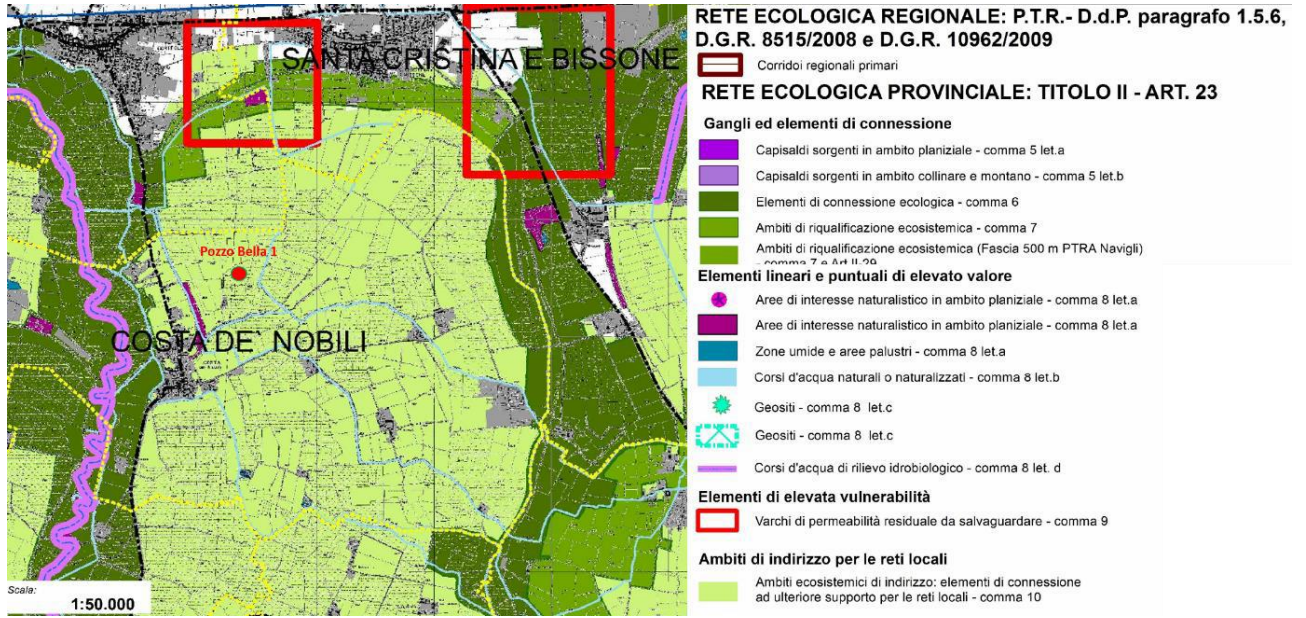 SANTA CRISTINA E BISSONE
Pozzo Bella 1
COSTA DE` NOBILI
Scala:
1:50.000
RETE ECOLOGICA REGIONALE: P.T.R.- D.d.P. paragrafo 1.5.6,
D.G.R. 8515/2008 e D.G.R. 10962/2009
Corridoi regionali primari
RETE ECOLOGICA PROVINCIALE: TITOLO II - ART. 23
Gangli ed elementi di connessione
Capisaldi sorgenti in ambito planiziale - comma 5 let.a
Capisaldi sorgenti in ambito collinare e montano - comma 5 let.b
Elementi di connessione ecologica - comma 6
Ambiti di riqualificazione ecosistemica - comma 7
Ambiti di riqualificazione ecosistemica (Fascia 500 m PTRA Navigli)
- comma 7 e Art.II-29
Elementi lineari e puntuali di elevato valore
Aree di interesse naturalistico in ambito planiziale - comma 8 let.a
Aree di interesse naturalistico in ambito planiziale - comma 8 let.a
Zone umide e aree palustri - comma 8 let.a
Corsi d'acqua naturali o naturalizzati - comma 8 let.b
Geositi - comma 8 let.c
Geositi - comma 8 let.c
Corsi d'acqua di rilievo idrobiologico - comma 8 let. d
Elementi di elevata vulnerabilità
Varchi di permeabilità residuale da salvaguardare - comma 9
Ambiti di indirizzo per le reti locali
Ambiti ecosistemici di indirizzo: elementi di connessione
ad ulteriore supporto per le reti locali - comma 10